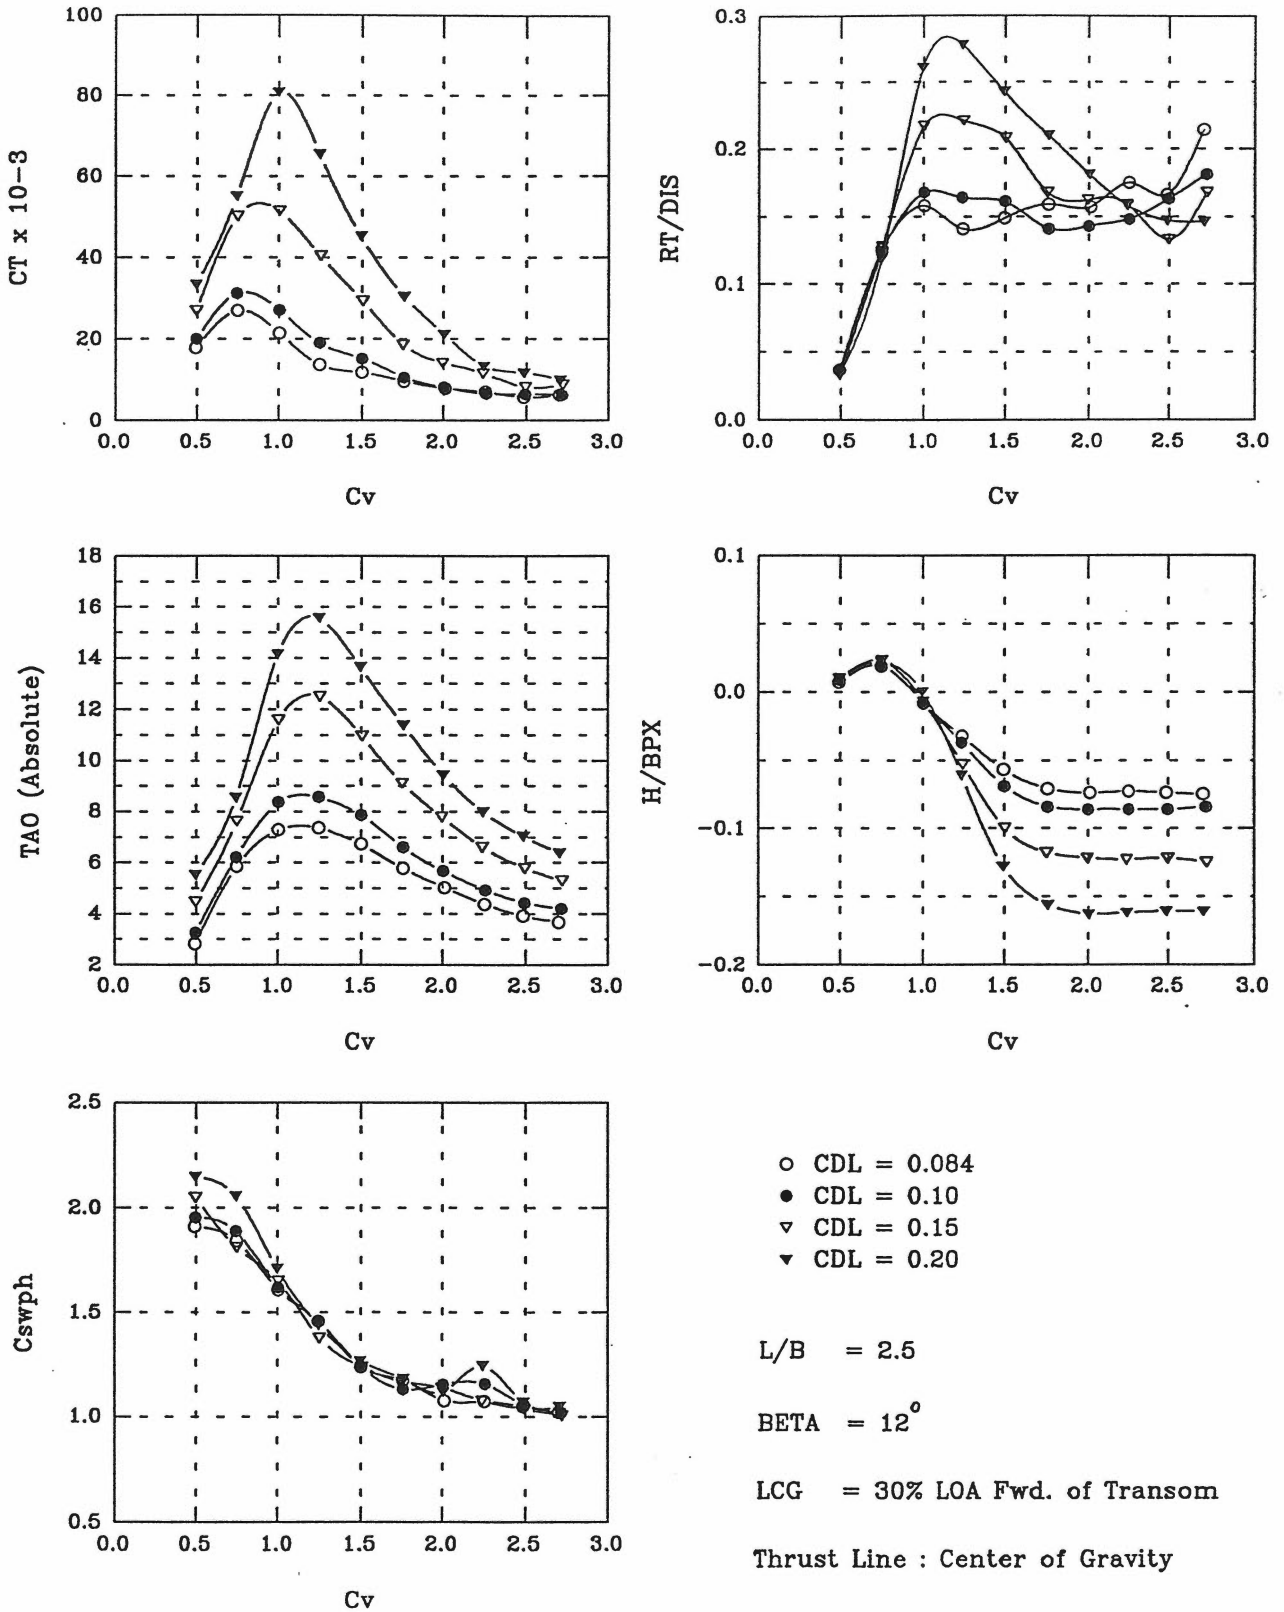 100
80
60
40
20
0
CT x 10-3
0.0 0.5 1.0 1.5 2.0 2.5 3.0
Cv
0.3
0.2
0.1
0.0
RT/DIS
0.0 0.5 1.0 1.5 2.0 2.5 3.0
Cv
18
16
14
12
10
8
6
4
2
TAO (Absolute)
0.0 0.5 1.0 1.5 2.0 2.5 3.0
Cv
0.1
0.0
-0.1
-0.2
H/BPX
0.0 0.5 1.0 1.5 2.0 2.5 3.0
Cv
2.5
2.0
1.5
1.0
0.5
Cswph
0.0 0.5 1.0 1.5 2.0 2.5 3.0
Cv
CDL = 0.084
CDL = 0.10
CDL = 0.15
CDL = 0.20
L/B = 2.5
BETA = 12°
LCG = 30% LOA Fwd. of Transom
Thrust Line : Center of Gravity